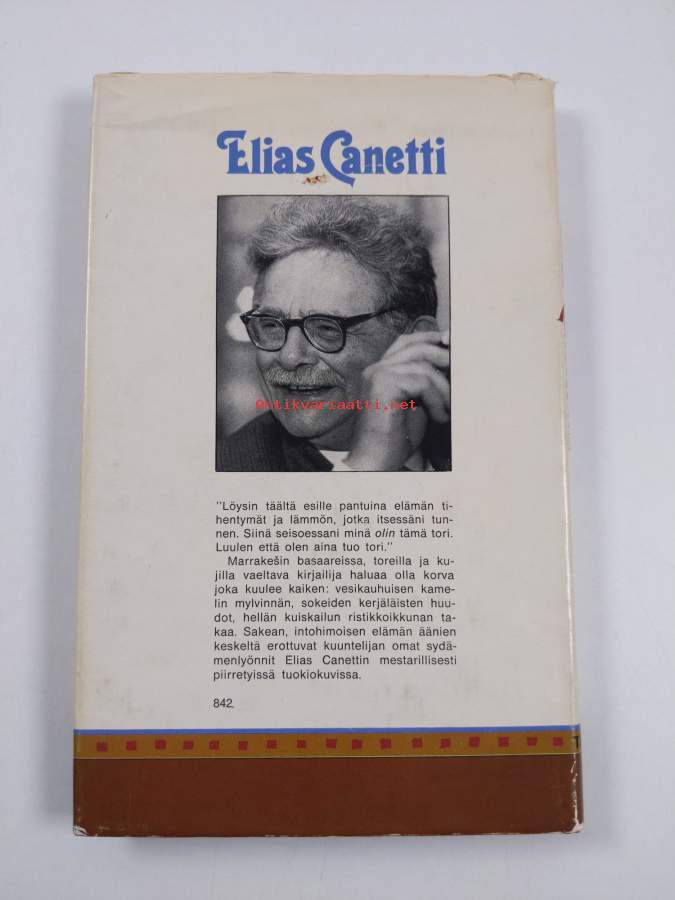 Elias Canetti
Antikvariaatti.net
"Löysin täältä esille pantuina elämän ti-
hentymät ja lämmön, jotka itsessäni tun-
nen. Siinä seisoessani minä olin tämä tori.
Luulen että olen aina tuo tori."
Marrakešin basaareissa, toreilla ja ku-
jilla vaeltava kirjailija haluaa olla korva
joka kuulee kaiken: vesikauhuisen kame-
lin mylvinnän, sokeiden kerjäläisten huu-
dot, hellän kuiskailun ristikkoikkunan ta-
kaa. Sakean, intohimoisen elämän äänien
keskeltä erottuvat kuuntelijan omat sydä-
menlyönnit Elias Canettin mestarillisesti
piirretyissä tuokiokuvissa.
842